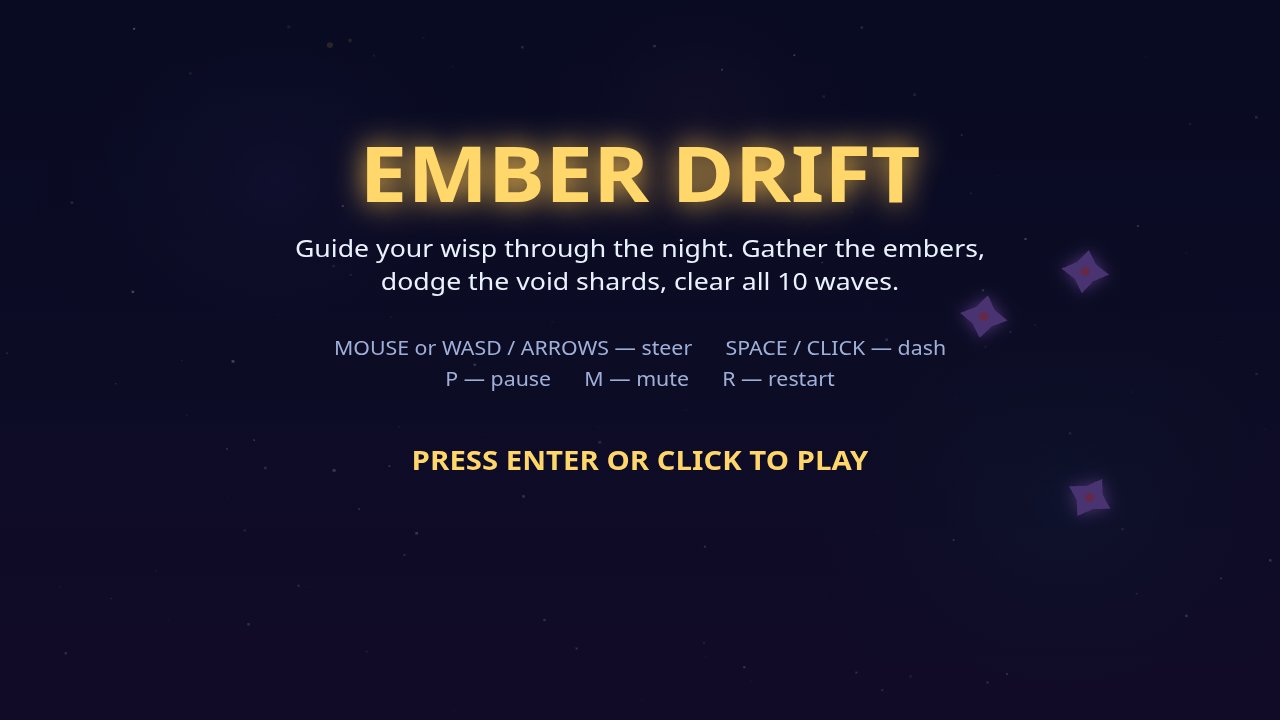 EMBER DRIFT
Guide your wisp through the night. Gather the embers,
dodge the void shards, clear all 10 waves.
MOUSE or WASD / ARROWS — steer SPACE / CLICK — dash
P — pause M — mute R — restart
PRESS ENTER OR CLICK TO PLAY